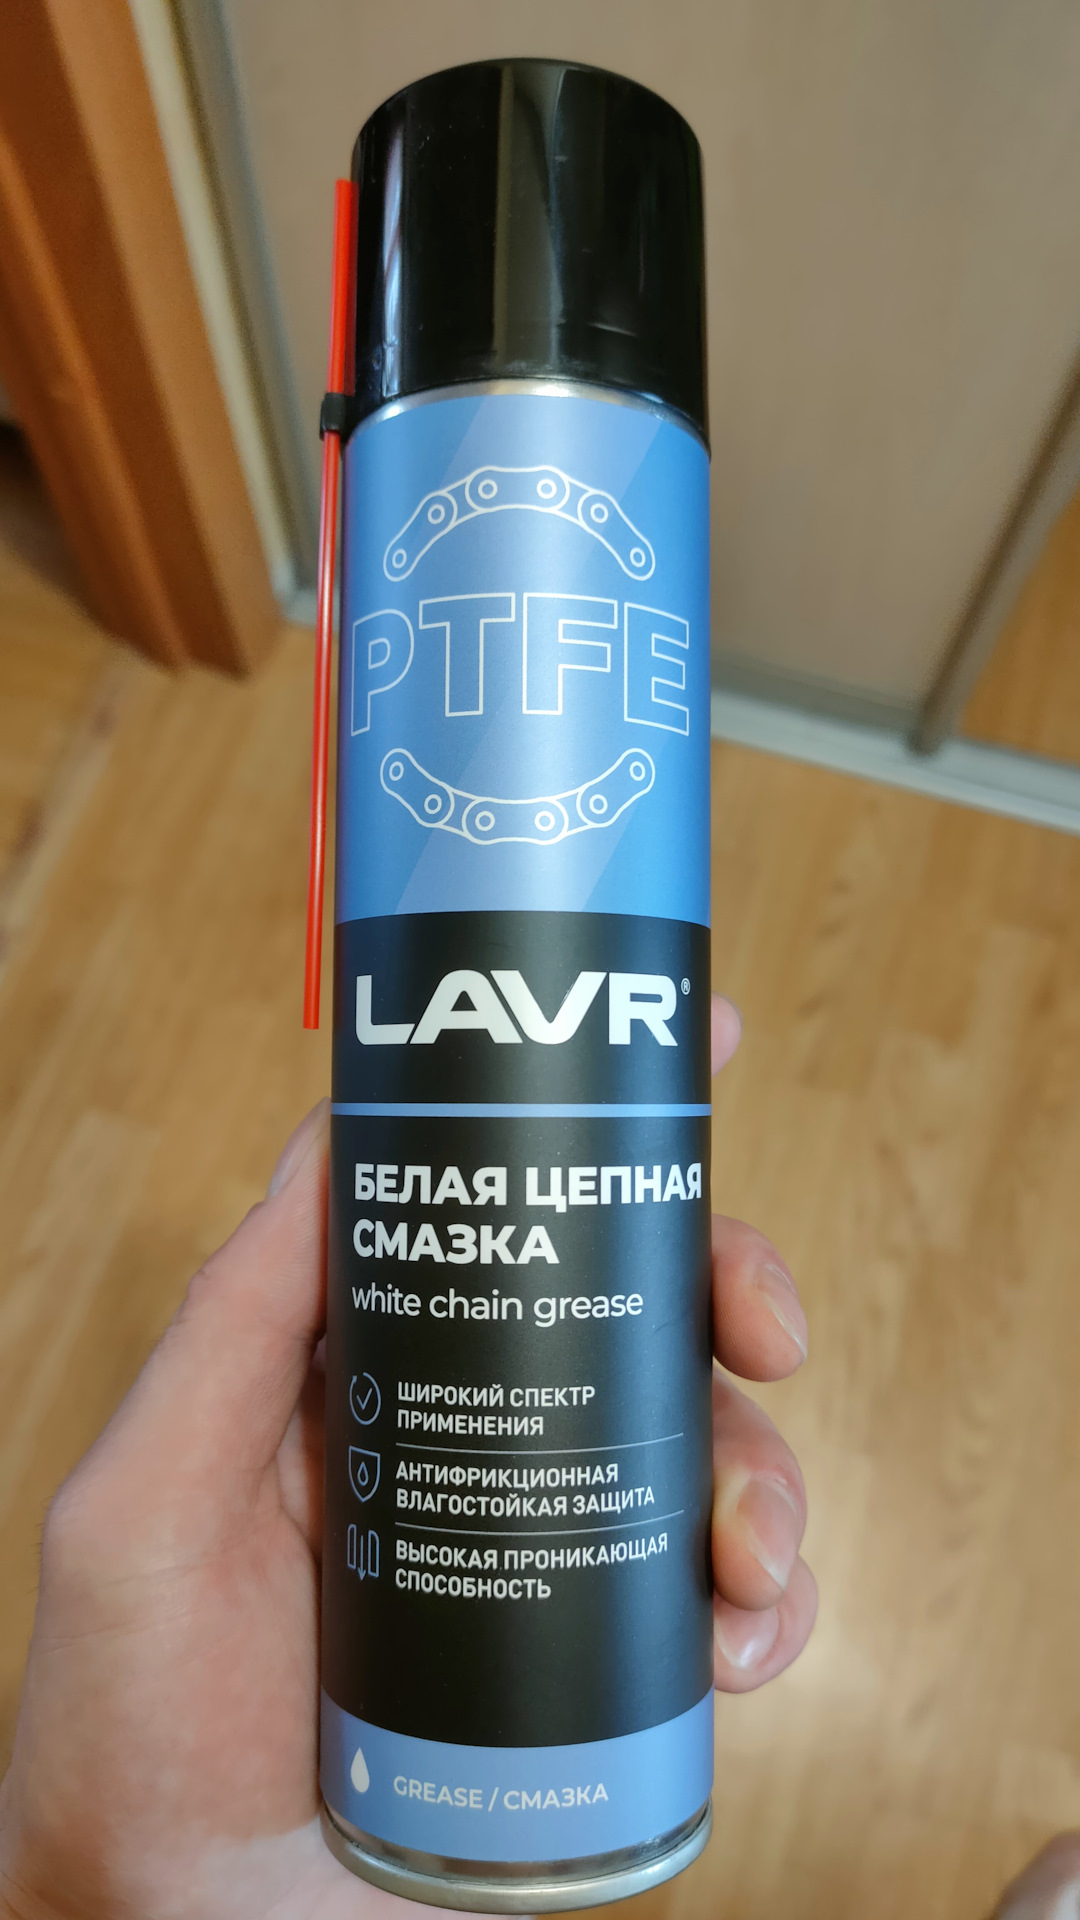 PTFE
LAVR®
БЕЛАЯ ЦЕПНАЯ
СМАЗКА
white chain grease
ШИРОКИЙ СПЕКТР
ПРИМЕНЕНИЯ
АНТИФРИКЦИОННАЯ
ВЛАГОСТОЙКАЯ ЗАЩИТА
ВЫСОКАЯ ПРОНИКАЮЩАЯ
СПОСОБНОСТЬ
GREASE / СМАЗКА